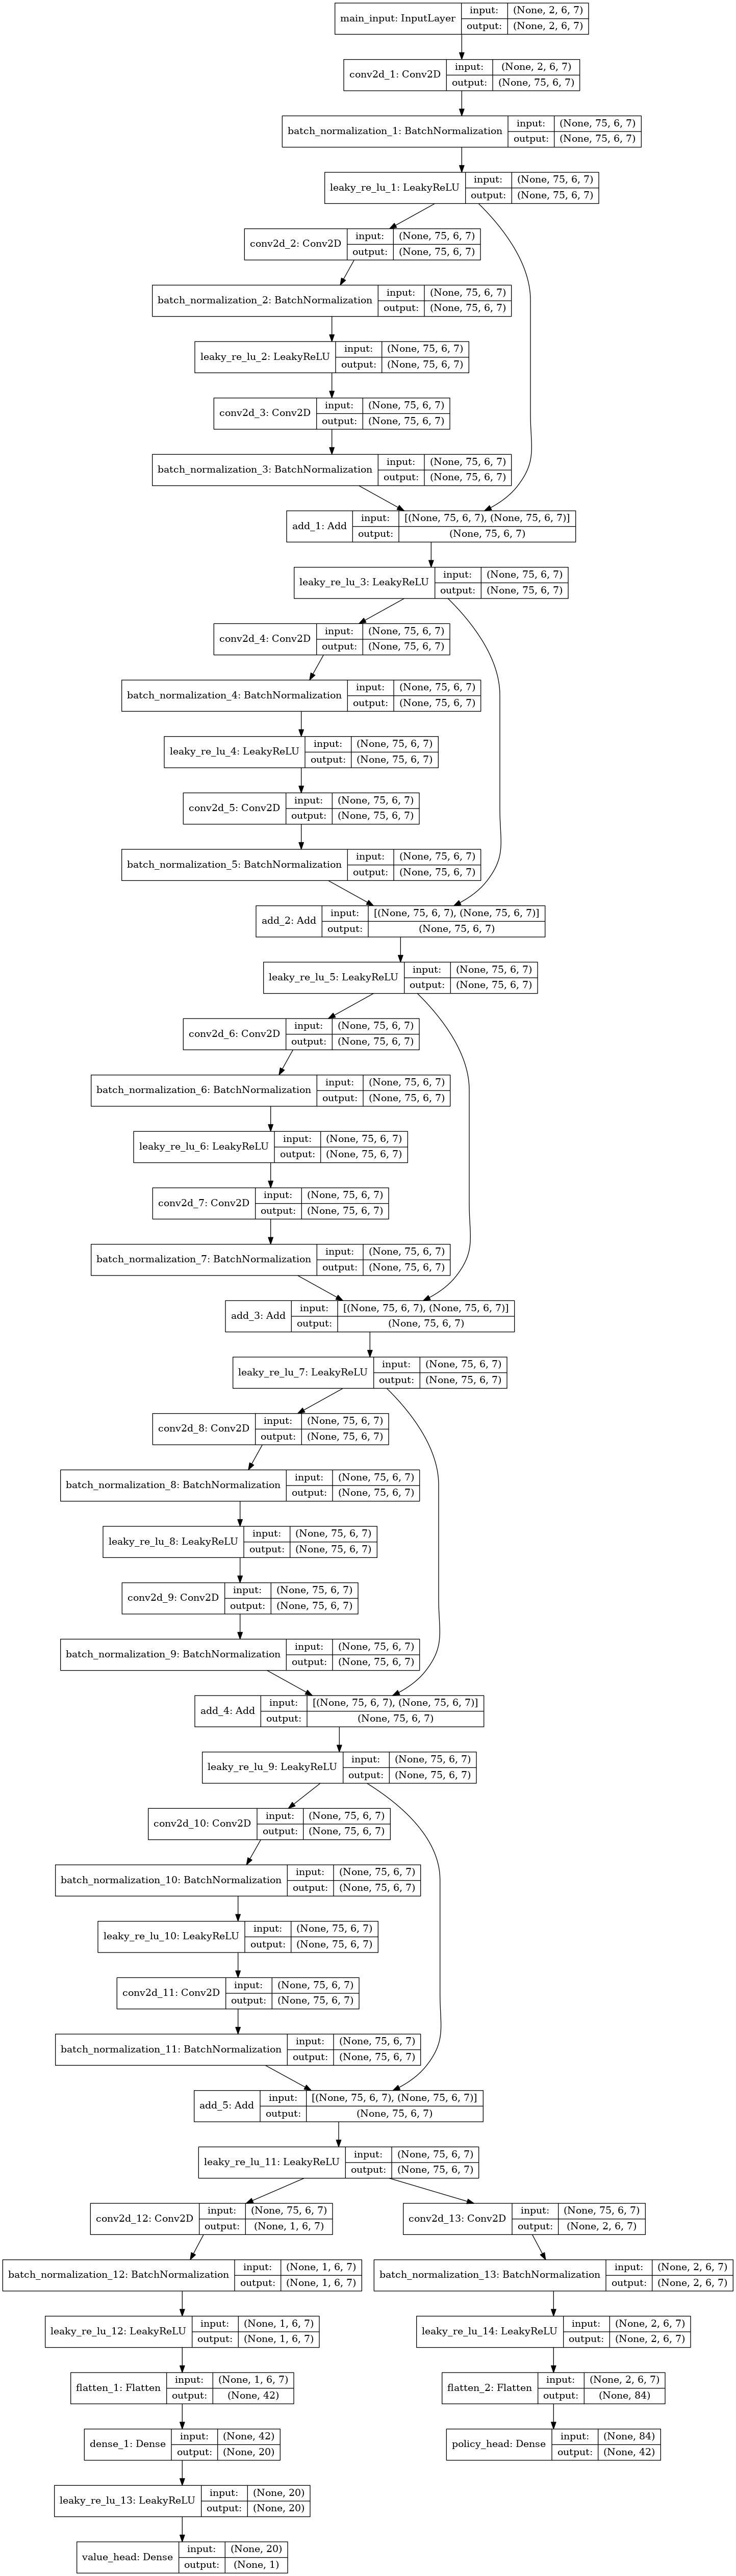 main_input: InputLayer
input: (None, 2, 6, 7)
output: (None, 2, 6, 7)
conv2d_1: Conv2D
input: (None, 2, 6, 7)
output: (None, 75, 6, 7)
batch_normalization_1: BatchNormalization
input: (None, 75, 6, 7)
output: (None, 75, 6, 7)
leaky_re_lu_1: LeakyReLU
input: (None, 75, 6, 7)
output: (None, 75, 6, 7)
conv2d_2: Conv2D
input: (None, 75, 6, 7)
output: (None, 75, 6, 7)
batch_normalization_2: BatchNormalization
input: (None, 75, 6, 7)
output: (None, 75, 6, 7)
leaky_re_lu_2: LeakyReLU
input: (None, 75, 6, 7)
output: (None, 75, 6, 7)
conv2d_3: Conv2D
input: (None, 75, 6, 7)
output: (None, 75, 6, 7)
batch_normalization_3: BatchNormalization
input: (None, 75, 6, 7)
output: (None, 75, 6, 7)
add_1: Add
input: [(None, 75, 6, 7), (None, 75, 6, 7)]
output: (None, 75, 6, 7)
leaky_re_lu_3: LeakyReLU
input: (None, 75, 6, 7)
output: (None, 75, 6, 7)
conv2d_4: Conv2D
input: (None, 75, 6, 7)
output: (None, 75, 6, 7)
batch_normalization_4: BatchNormalization
input: (None, 75, 6, 7)
output: (None, 75, 6, 7)
leaky_re_lu_4: LeakyReLU
input: (None, 75, 6, 7)
output: (None, 75, 6, 7)
conv2d_5: Conv2D
input: (None, 75, 6, 7)
output: (None, 75, 6, 7)
batch_normalization_5: BatchNormalization
input: (None, 75, 6, 7)
output: (None, 75, 6, 7)
add_2: Add
input: [(None, 75, 6, 7), (None, 75, 6, 7)]
output: (None, 75, 6, 7)
leaky_re_lu_5: LeakyReLU
input: (None, 75, 6, 7)
output: (None, 75, 6, 7)
conv2d_6: Conv2D
input: (None, 75, 6, 7)
output: (None, 75, 6, 7)
batch_normalization_6: BatchNormalization
input: (None, 75, 6, 7)
output: (None, 75, 6, 7)
leaky_re_lu_6: LeakyReLU
input: (None, 75, 6, 7)
output: (None, 75, 6, 7)
conv2d_7: Conv2D
input: (None, 75, 6, 7)
output: (None, 75, 6, 7)
batch_normalization_7: BatchNormalization
input: (None, 75, 6, 7)
output: (None, 75, 6, 7)
add_3: Add
input: [(None, 75, 6, 7), (None, 75, 6, 7)]
output: (None, 75, 6, 7)
leaky_re_lu_7: LeakyReLU
input: (None, 75, 6, 7)
output: (None, 75, 6, 7)
conv2d_8: Conv2D
input: (None, 75, 6, 7)
output: (None, 75, 6, 7)
batch_normalization_8: BatchNormalization
input: (None, 75, 6, 7)
output: (None, 75, 6, 7)
leaky_re_lu_8: LeakyReLU
input: (None, 75, 6, 7)
output: (None, 75, 6, 7)
conv2d_9: Conv2D
input: (None, 75, 6, 7)
output: (None, 75, 6, 7)
batch_normalization_9: BatchNormalization
input: (None, 75, 6, 7)
output: (None, 75, 6, 7)
add_4: Add
input: [(None, 75, 6, 7), (None, 75, 6, 7)]
output: (None, 75, 6, 7)
leaky_re_lu_9: LeakyReLU
input: (None, 75, 6, 7)
output: (None, 75, 6, 7)
conv2d_10: Conv2D
input: (None, 75, 6, 7)
output: (None, 75, 6, 7)
batch_normalization_10: BatchNormalization
input: (None, 75, 6, 7)
output: (None, 75, 6, 7)
leaky_re_lu_10: LeakyReLU
input: (None, 75, 6, 7)
output: (None, 75, 6, 7)
conv2d_11: Conv2D
input: (None, 75, 6, 7)
output: (None, 75, 6, 7)
batch_normalization_11: BatchNormalization
input: (None, 75, 6, 7)
output: (None, 75, 6, 7)
add_5: Add
input: [(None, 75, 6, 7), (None, 75, 6, 7)]
output: (None, 75, 6, 7)
leaky_re_lu_11: LeakyReLU
input: (None, 75, 6, 7)
output: (None, 75, 6, 7)
conv2d_12: Conv2D
input: (None, 75, 6, 7)
output: (None, 1, 6, 7)
conv2d_13: Conv2D
input: (None, 75, 6, 7)
output: (None, 2, 6, 7)
batch_normalization_12: BatchNormalization
input: (None, 1, 6, 7)
output: (None, 1, 6, 7)
batch_normalization_13: BatchNormalization
input: (None, 2, 6, 7)
output: (None, 2, 6, 7)
leaky_re_lu_12: LeakyReLU
input: (None, 1, 6, 7)
output: (None, 1, 6, 7)
leaky_re_lu_14: LeakyReLU
input: (None, 2, 6, 7)
output: (None, 2, 6, 7)
flatten_1: Flatten
input: (None, 1, 6, 7)
output: (None, 42)
flatten_2: Flatten
input: (None, 2, 6, 7)
output: (None, 84)
dense_1: Dense
input: (None, 42)
output: (None, 20)
policy_head: Dense
input: (None, 84)
output: (None, 42)
leaky_re_lu_13: LeakyReLU
input: (None, 20)
output: (None, 20)
value_head: Dense
input: (None, 20)
output: (None, 1)